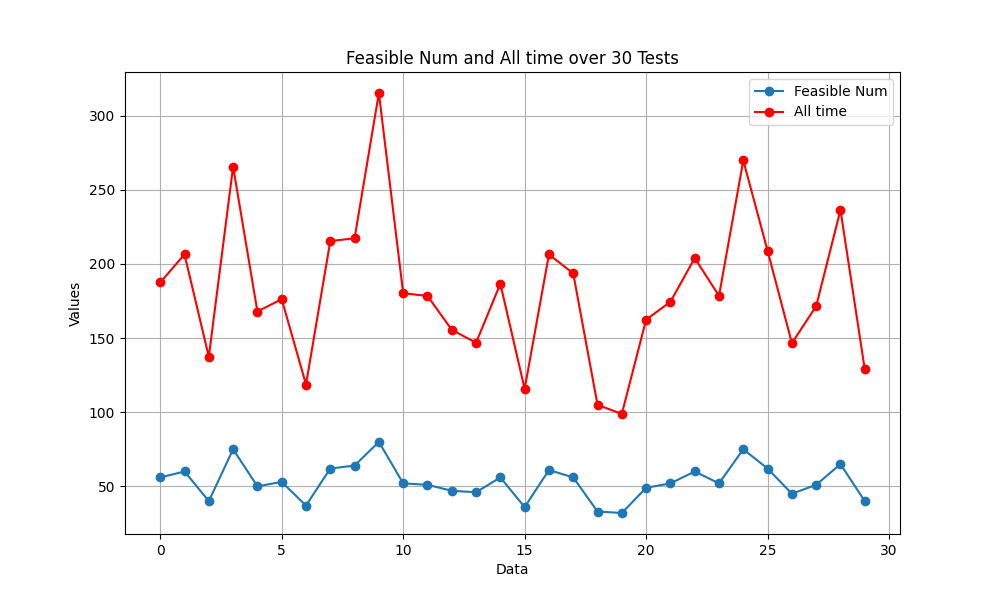 Feasible Num and All time over 30 Tests
Feasible Num
All time
300
250
200
150
100
50
Values
0 5 10 15 20 25 30
Data